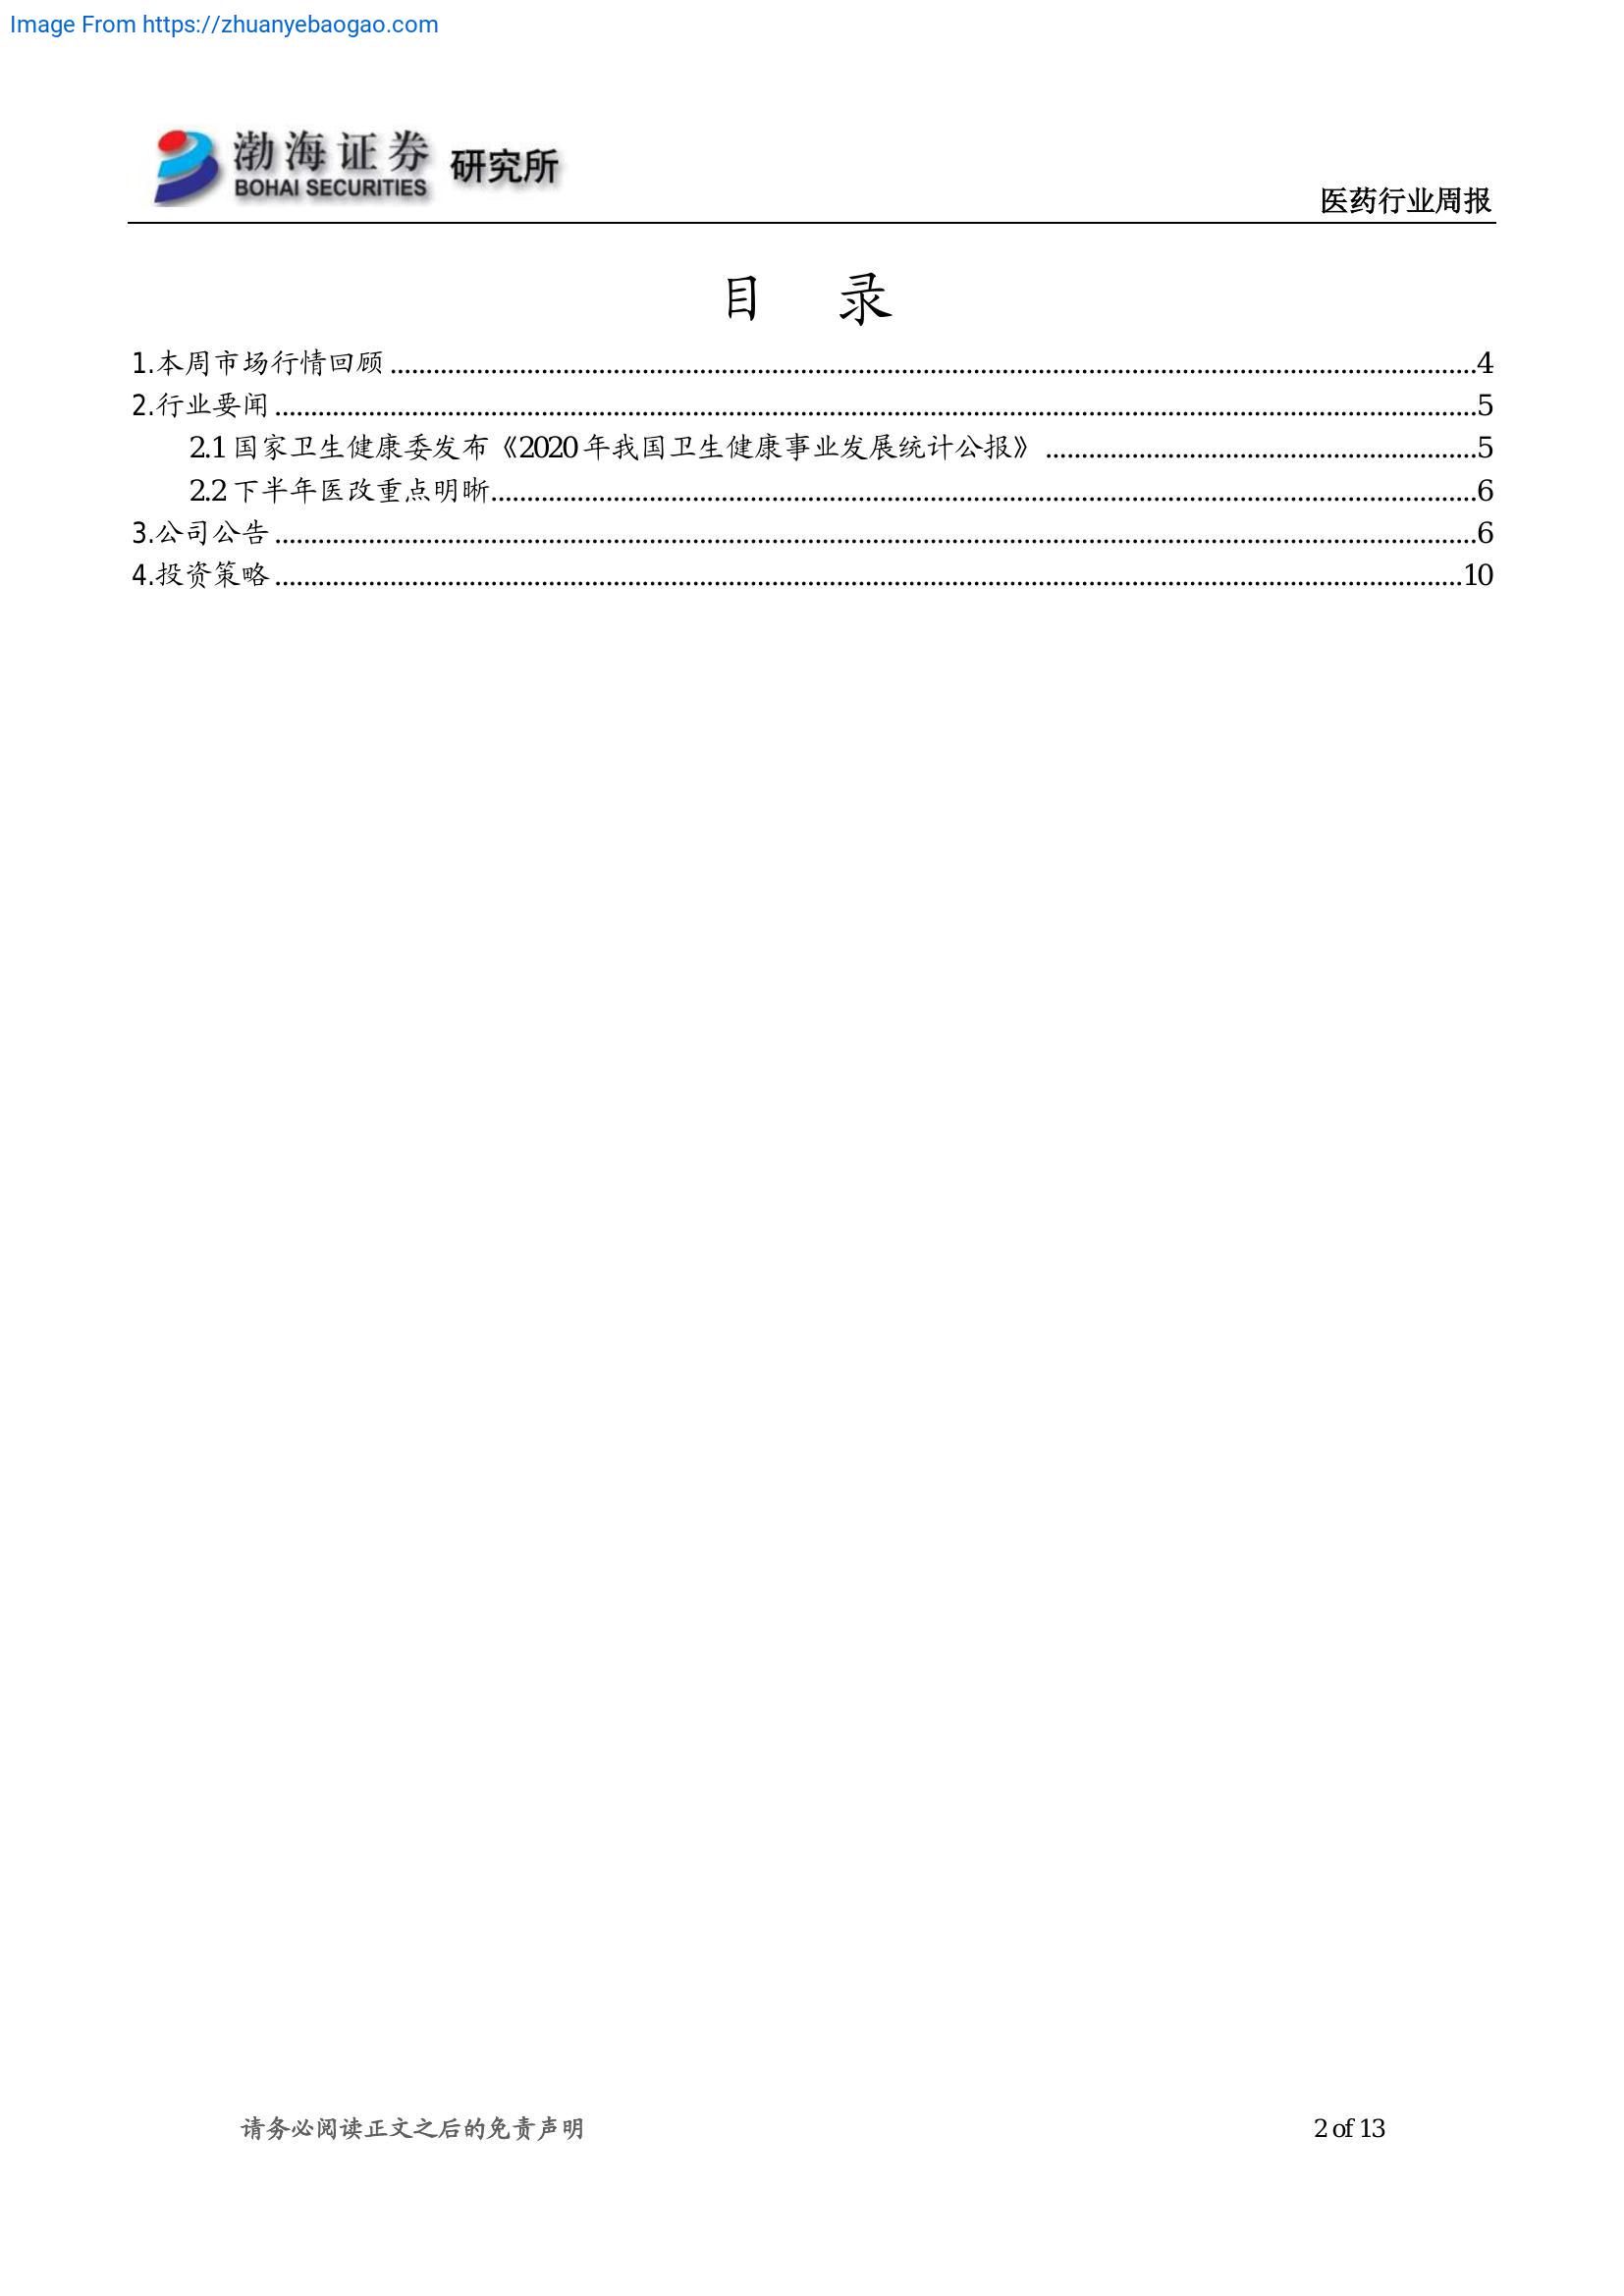 Image From https://zhuanyebaogao.com
渤海证券 研究所
BOHAI SECURITIES
医药行业周报
目 录
1.本周市场行情回顾 4
2.行业要闻 5
2.1 国家卫生健康委发布《2020 年我国卫生健康事业发展统计公报》 5
2.2 下半年医改重点明晰 6
3.公司公告 6
4.投资策略 10
请务必阅读正文之后的免责声明 2 of 13